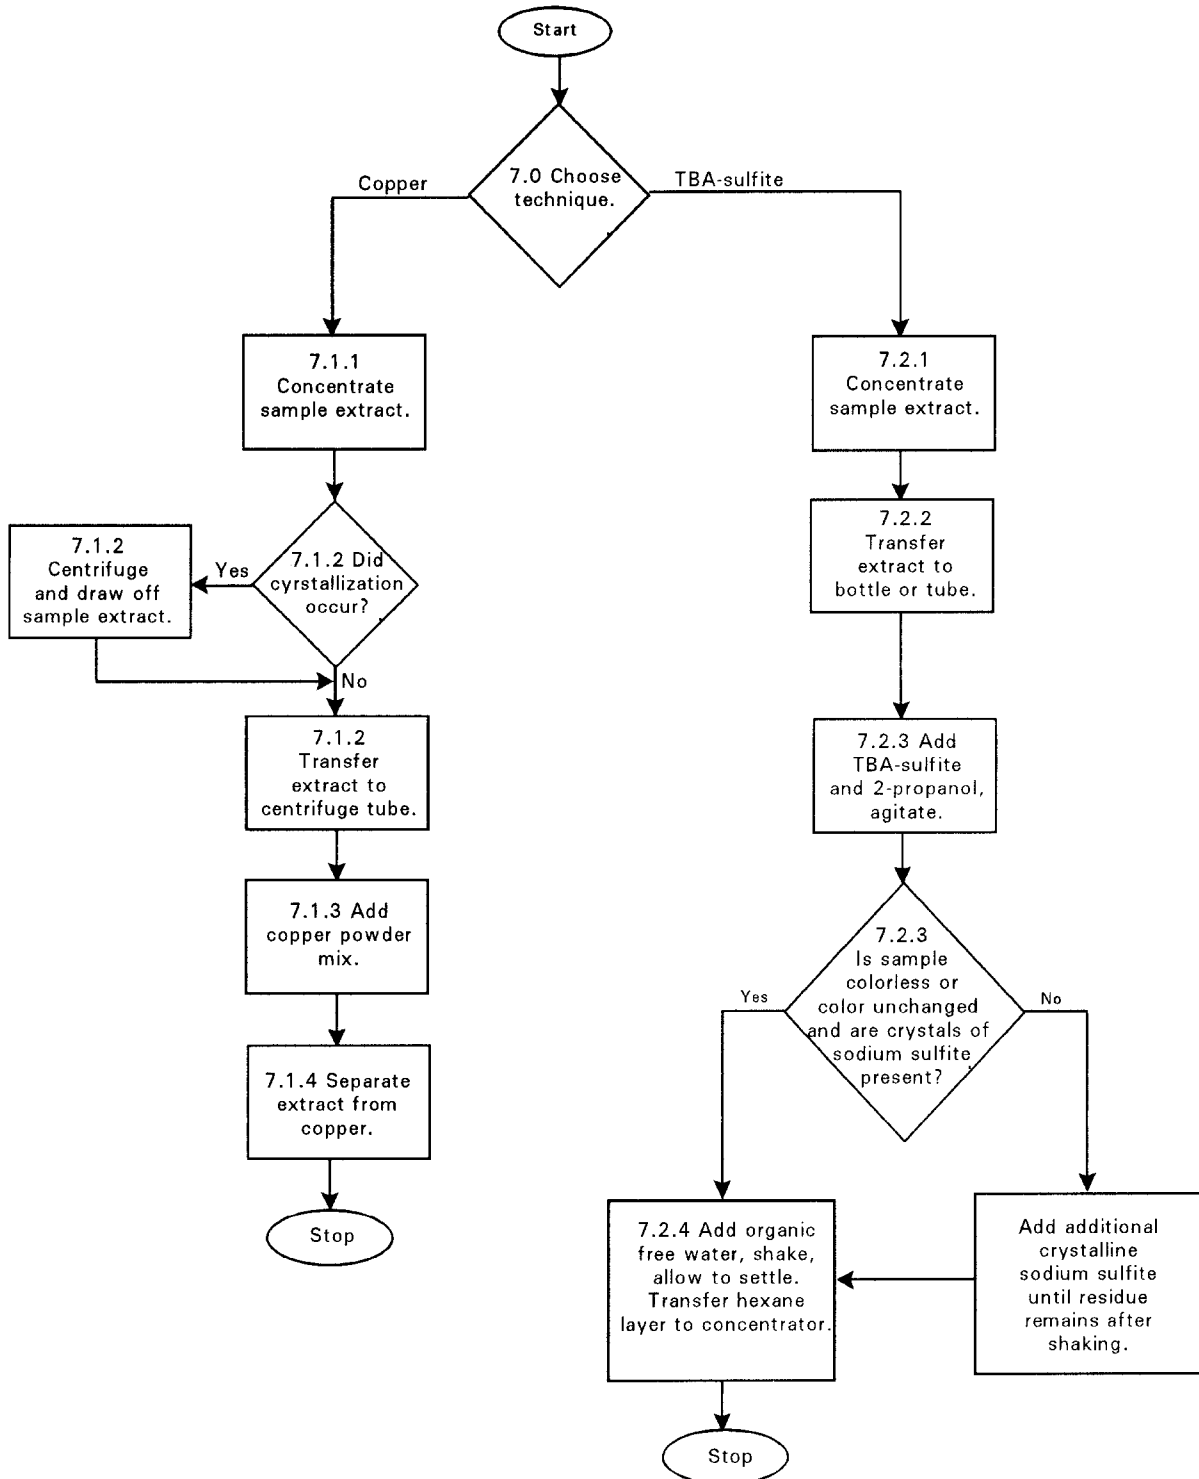 Start
7.0 Choose
technique.
Copper
TBA-sulfite
7.1.1
Concentrate
sample extract.
7.1.2 Did
cyrstallization
occur?
Yes
7.1.2
Centrifuge
and draw off
sample extract.
No
7.1.2
Transfer
extract to
centrifuge tube.
7.1.3 Add
copper powder
mix.
7.1.4 Separate
extract from
copper.
Stop
7.2.1
Concentrate
sample extract.
7.2.2
Transfer
extract to
bottle or tube.
7.2.3 Add
TBA-sulfite
and 2-propanol,
agitate.
7.2.3
Is sample
colorless or
color unchanged
and are crystals of
sodium sulfite
present?
Yes
No
7.2.4 Add organic
free water, shake,
allow to settle.
Transfer hexane
layer to concentrator.
Add additional
crystalline
sodium sulfite
until residue
remains after
shaking.
Stop